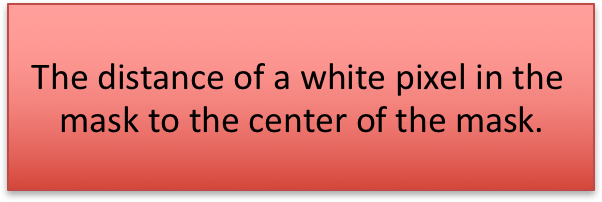 The distance of a white pixel in the
mask to the center of the mask.